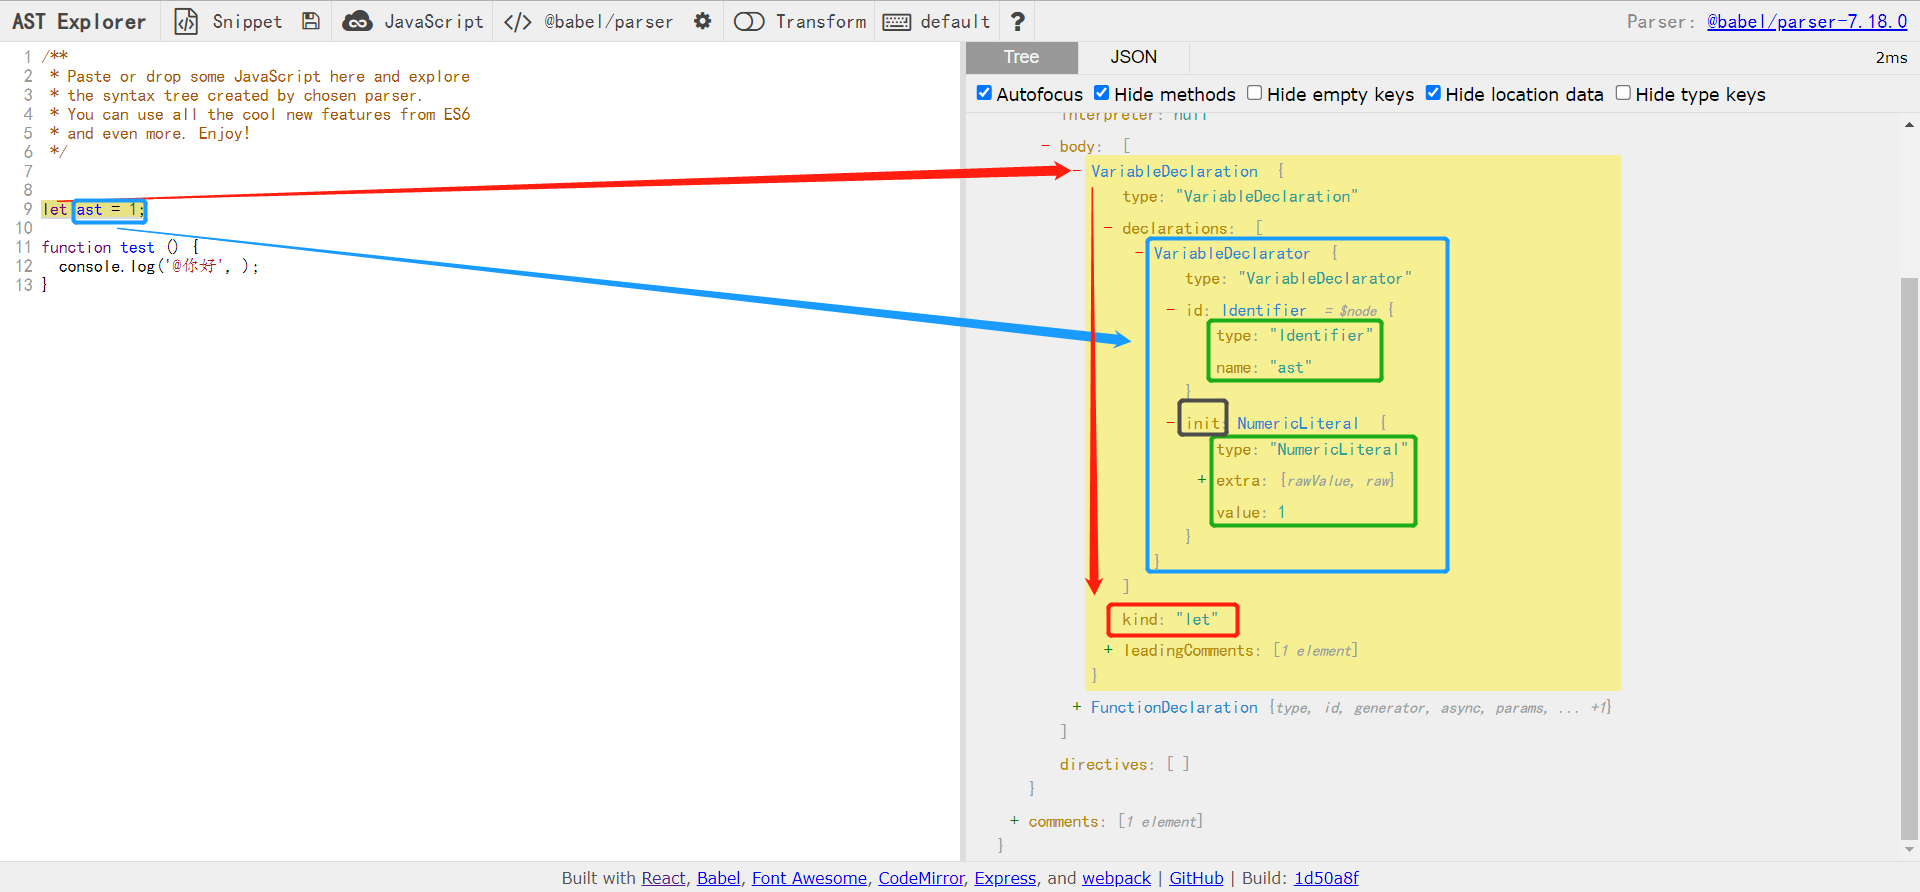 AST Explorer Snippet AST JavaScript </> @babel/parser Transform default ? Parser: @babel/parser-7.18.0
1 /**
2 * Paste or drop some JavaScript here and explore
3 * the syntax tree created by chosen parser.
4 * You can use all the cool new features from ES6
5 * and even more. Enjoy!
6 */
7
8
9 let ast = 1;
10
11 function test () {
12 console.log('@你好', );
13 }
Tree JSON 2ms
Autofocus Hide methods Hide empty keys Hide location data Hide type keys
interpreter: null
- body: [
- VariableDeclaration {
type: "VariableDeclaration"
- declarations: [
- VariableDeclarator {
type: "VariableDeclarator"
- id: Identifier = $node {
type: "Identifier"
name: "ast"
}
- init: NumericLiteral {
type: "NumericLiteral"
+ extra: {rawValue, raw}
value: 1
}
}
]
kind: "let"
+ leadingComments: [1 element]
}
+ FunctionDeclaration {type, id, generator, async, params, ... +1}
]
directives: [ ]
}
+ comments: [1 element]
}
Built with React, Babel, Font Awesome, CodeMirror, Express, and webpack | GitHub | Build: 1d50a8f